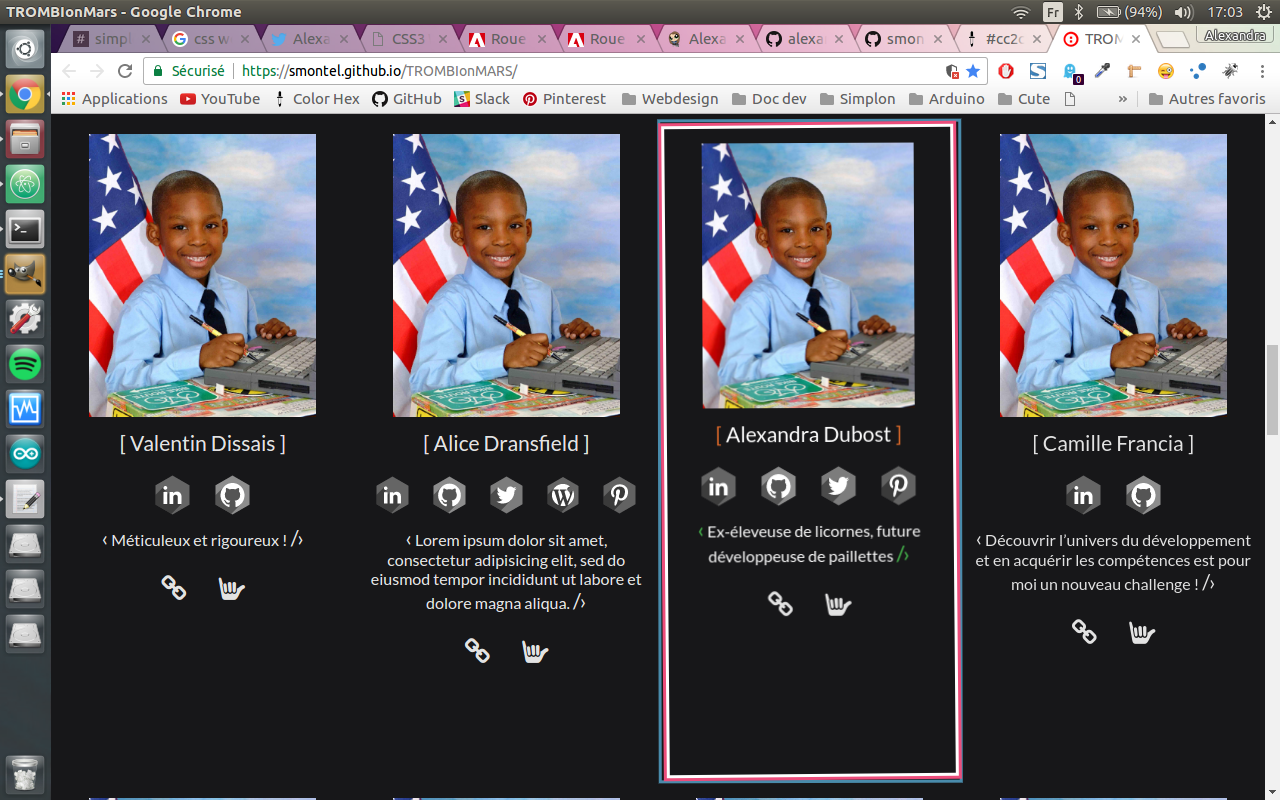 TROMBIonMars - Google Chrome
Fr
(94%)
17:03
simpl
css w
Alexa
CSS3
Roue
Roue
Alexa
alexa
smon
#cc2c
TROM
Alexandra
Sécurisé
https://smontel.github.io/TROMBIonMARS/
0
Applications
YouTube
Color Hex
GitHub
Slack
Pinterest
Webdesign
Doc dev
Simplon
Arduino
Cute
»
Autres favoris
[ Valentin Dissais ]
‹ Méticuleux et rigoureux ! /›
[ Alice Dransfield ]
‹ Lorem ipsum dolor sit amet,
consectetur adipisicing elit, sed do
eiusmod tempor incididunt ut labore et
dolore magna aliqua. /›
[ Alexandra Dubost ]
‹ Ex-éleveuse de licornes, future
développeuse de paillettes /›
[ Camille Francia ]
‹ Découvrir l’univers du développement
et en acquérir les compétences est pour
moi un nouveau challenge ! /›